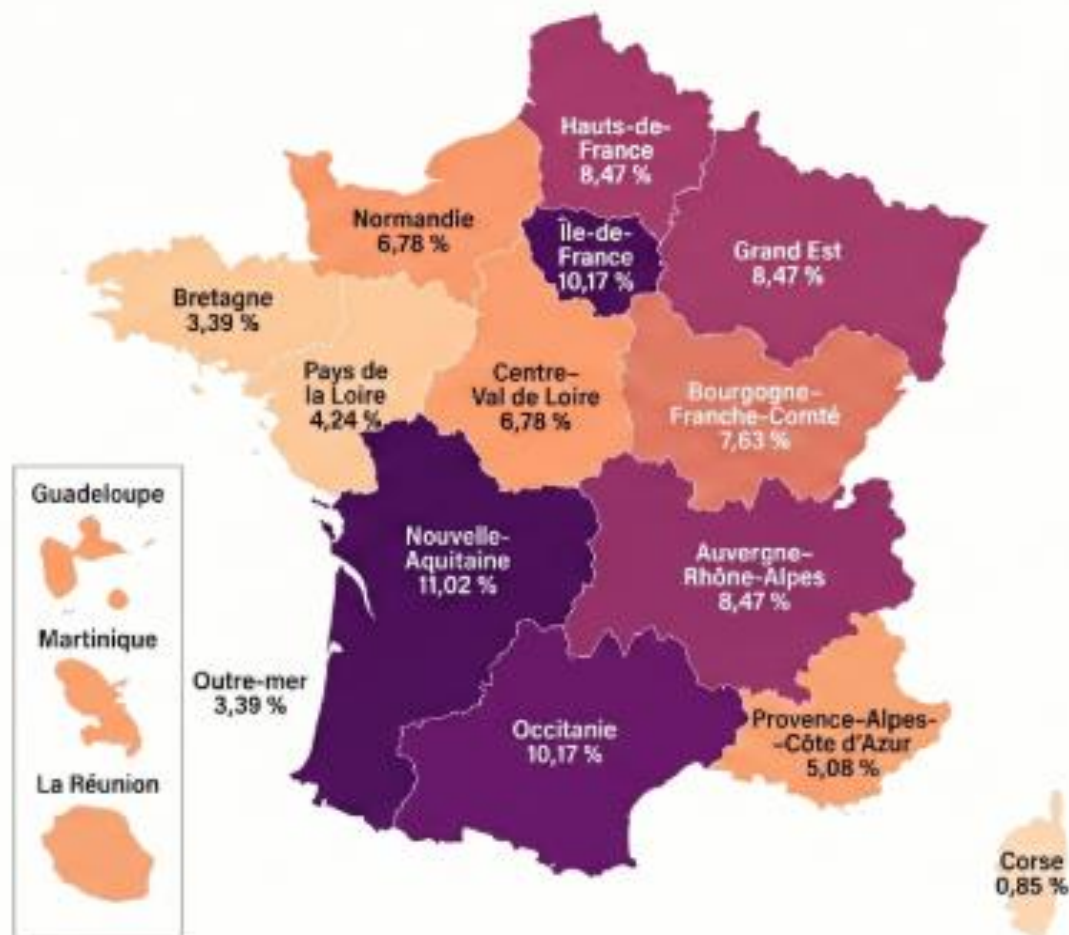 Hauts-de-
France
8,47 %
Normandie
6,78 %
Île-de-
France
10,17 %
Grand Est
8,47 %
Bretagne
3,39 %
Pays de
la Loire
4,24 %
Centre-
Val de Loire
6,78 %
Bourgogne-
Franche-Comté
7,63 %
Guadeloupe
Martinique
La Réunion
Outre-mer
3,39 %
Nouvelle-
Aquitaine
11,02 %
Auvergne-
Rhône-Alpes
8,47 %
Occitanie
10,17 %
Provence-Alpes-
-Côte d'Azur
5,08 %
Corse
0,85 %